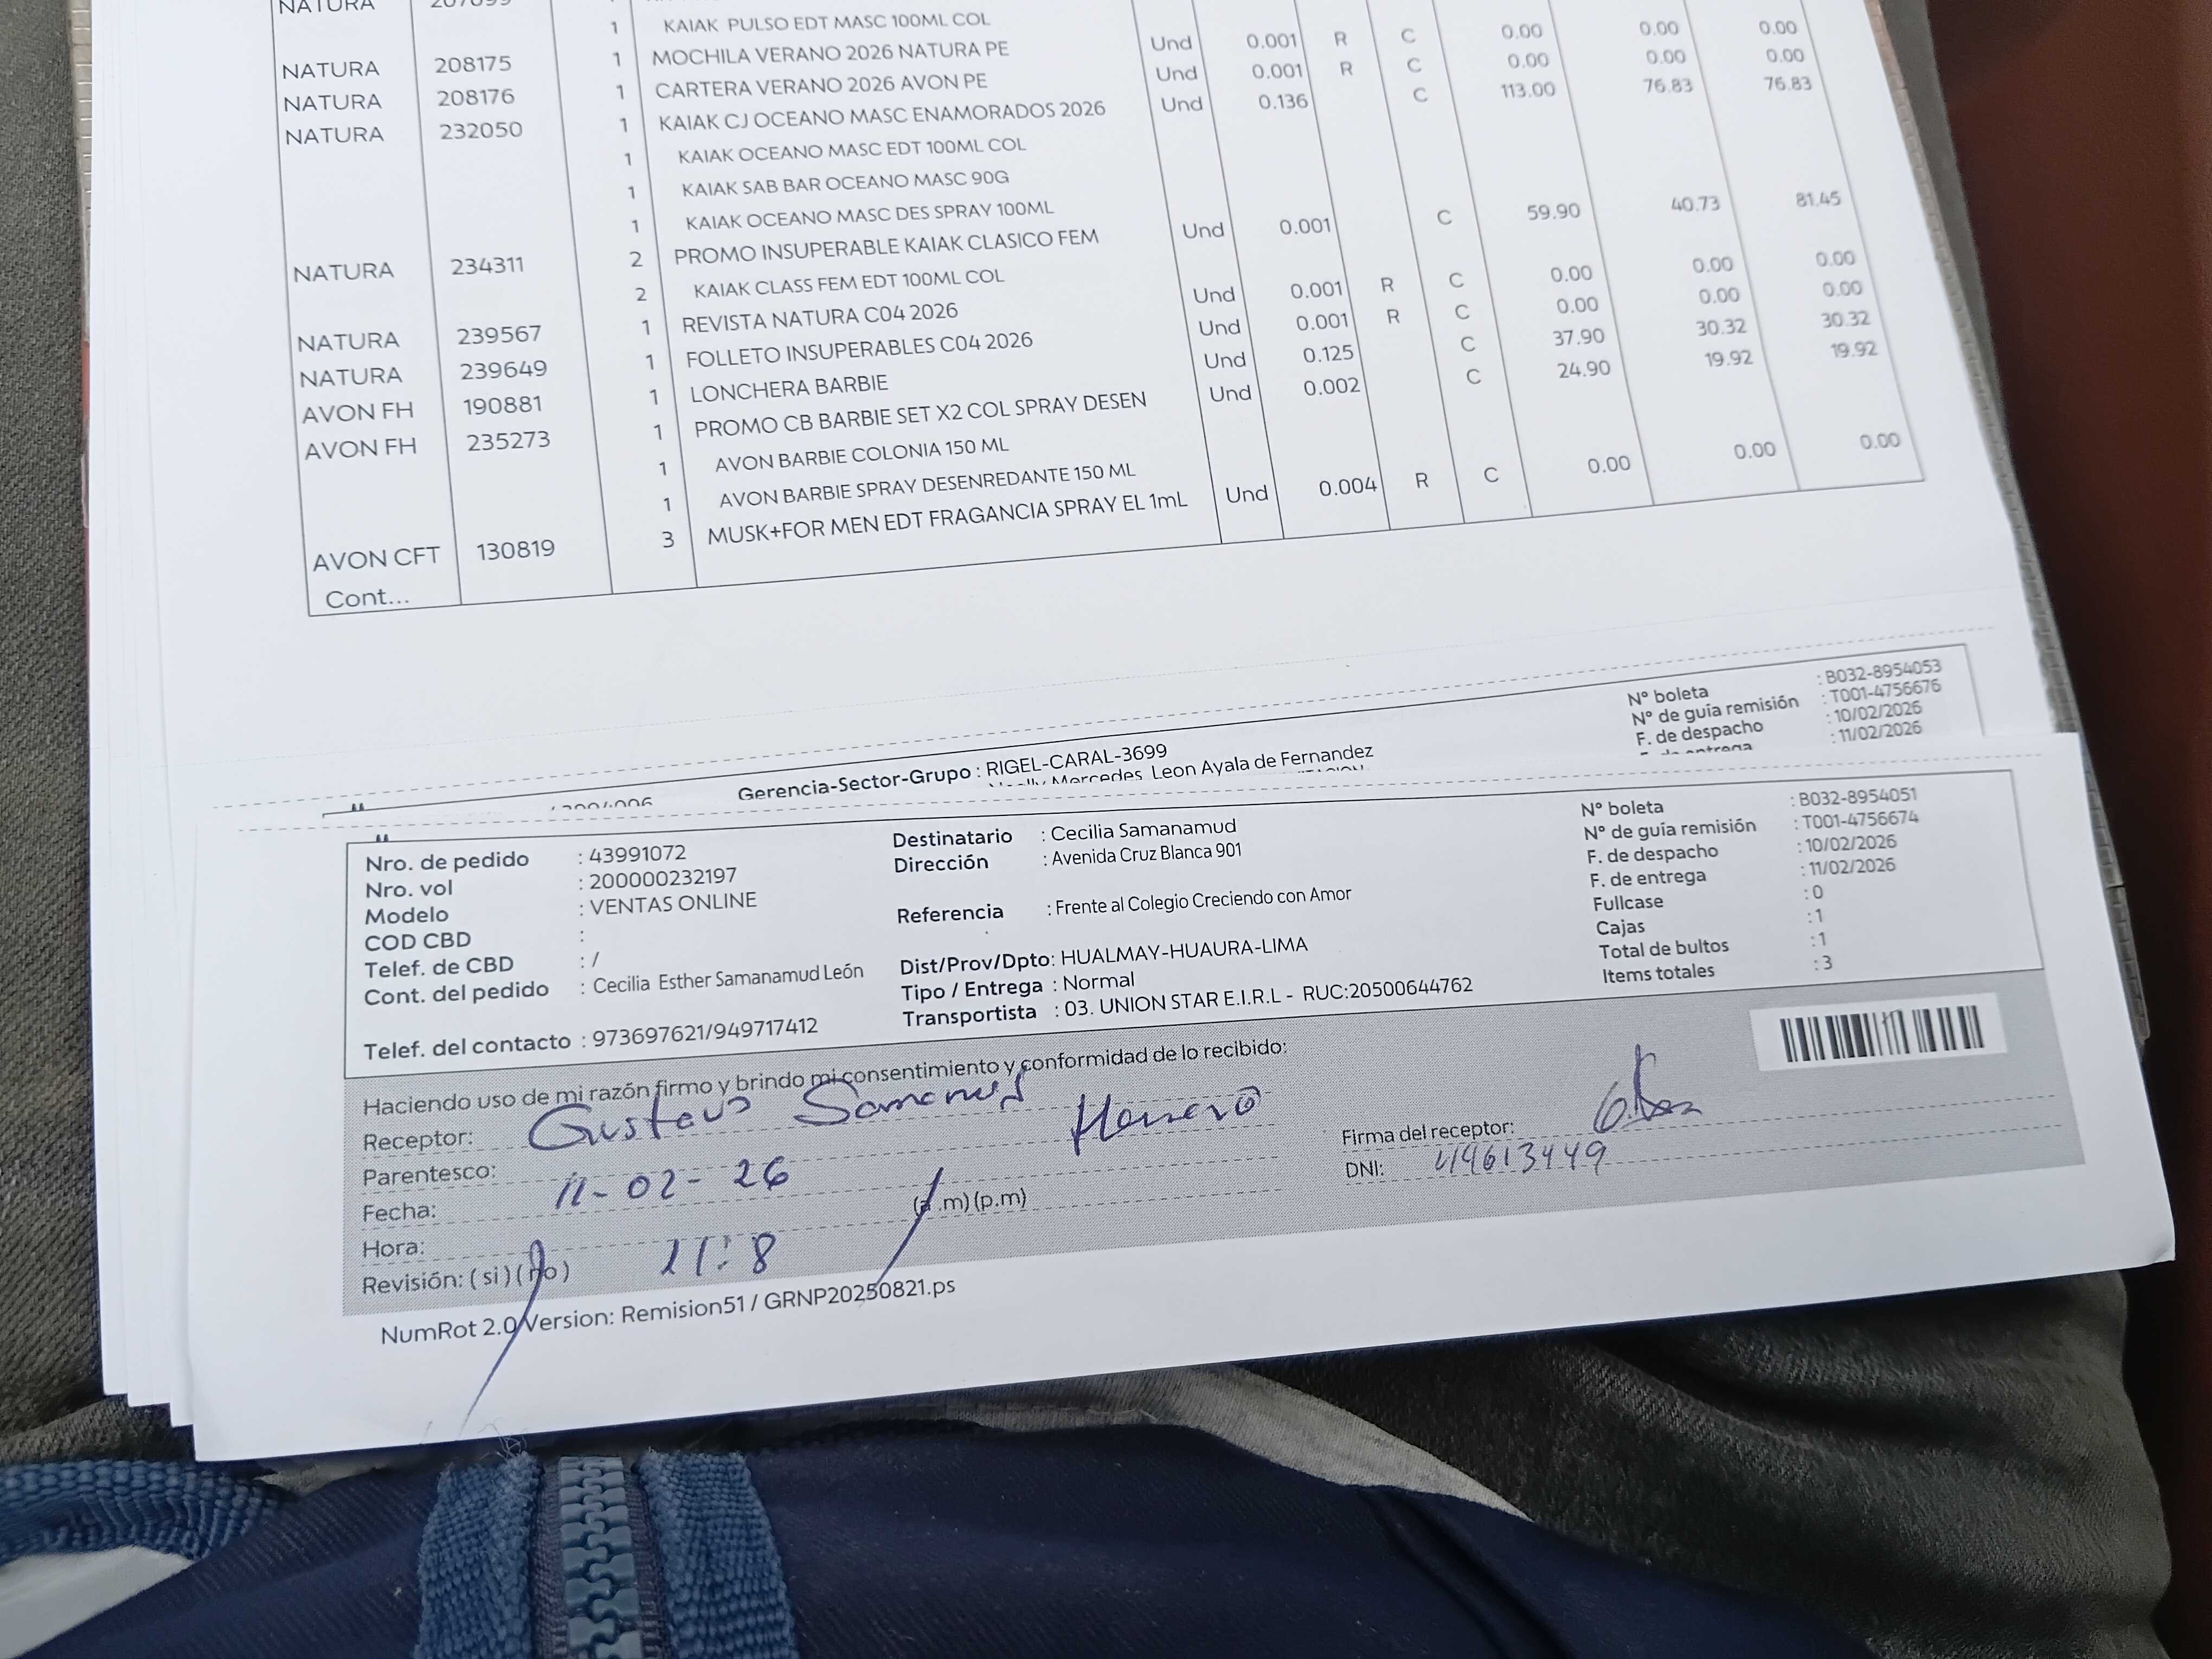 NATURA
1 KAIAK PULSO EDT MASC 100ML COL
NATURA 208175 1 MOCHILA VERANO 2026 NATURA PE Und 0.001 R C 0.00 0.00 0.00
NATURA 208176 1 CARTERA VERANO 2026 AVON PE Und 0.001 R C 0.00 0.00 0.00
NATURA 232050 1 KAIAK CJ OCEANO MASC ENAMORADOS 2026 Und 0.136 C 113.00 76.83 76.83
1 KAIAK OCEANO MASC EDT 100ML COL
1 KAIAK SAB BAR OCEANO MASC 90G
1 KAIAK OCEANO MASC DES SPRAY 100ML
NATURA 234311 2 PROMO INSUPERABLE KAIAK CLASICO FEM Und 0.001 C 59.90 40.73 81.45
2 KAIAK CLASS FEM EDT 100ML COL
NATURA 239567 1 REVISTA NATURA C04 2026 Und 0.001 R C 0.00 0.00 0.00
NATURA 239649 1 FOLLETO INSUPERABLES C04 2026 Und 0.001 R C 0.00 0.00 0.00
AVON FH 190881 1 LONCHERA BARBIE Und 0.125 C 37.90 30.32 30.32
AVON FH 235273 1 PROMO CB BARBIE SET X2 COL SPRAY DESEN Und 0.002 C 24.90 19.92 19.92
1 AVON BARBIE COLONIA 150 ML
1 AVON BARBIE SPRAY DESENREDANTE 150 ML
AVON CFT 130819 3 MUSK+FOR MEN EDT FRAGANCIA SPRAY EL 1mL Und 0.004 R C 0.00 0.00 0.00
Cont...
N° boleta : B032-8954053
N° de guía remisión : T001-4756676
F. de despacho : 10/02/2026
F. de entrega : 11/02/2026
Gerencia-Sector-Grupo : RIGEL-CARAL-3699
Mercedes Leon Ayala de Fernandez
Nro. de pedido : 43991072
Nro. vol : 200000232197
Modelo : VENTAS ONLINE
COD CBD :
Telef. de CBD : /
Cont. del pedido : Cecilia Esther Samanamud León
Telef. del contacto : 973697621/949717412
Destinatario : Cecilia Samanamud
Dirección : Avenida Cruz Blanca 901
Referencia : Frente al Colegio Creciendo con Amor
Dist/Prov/Dpto: HUALMAY-HUAURA-LIMA
Tipo / Entrega : Normal
Transportista : 03. UNION STAR E.I.R.L - RUC:20500644762
N° boleta : B032-8954051
N° de guía remisión : T001-4756674
F. de despacho : 10/02/2026
F. de entrega : 11/02/2026
Fullcase : 0
Cajas : 1
Total de bultos : 1
Items totales : 3
Haciendo uso de mi razón firmo y brindo mi consentimiento y conformidad de lo recibido:
Receptor: Gustavo Samanud
Parentesco: Hermano
Fecha: 11-02-26
Hora: 11:8 (a.m) (p.m)
Revisión: ( si ) ( no )
Firma del receptor:
DNI: 44613449
NumRot 2.0 Version: Remision51 / GRNP20250821.ps